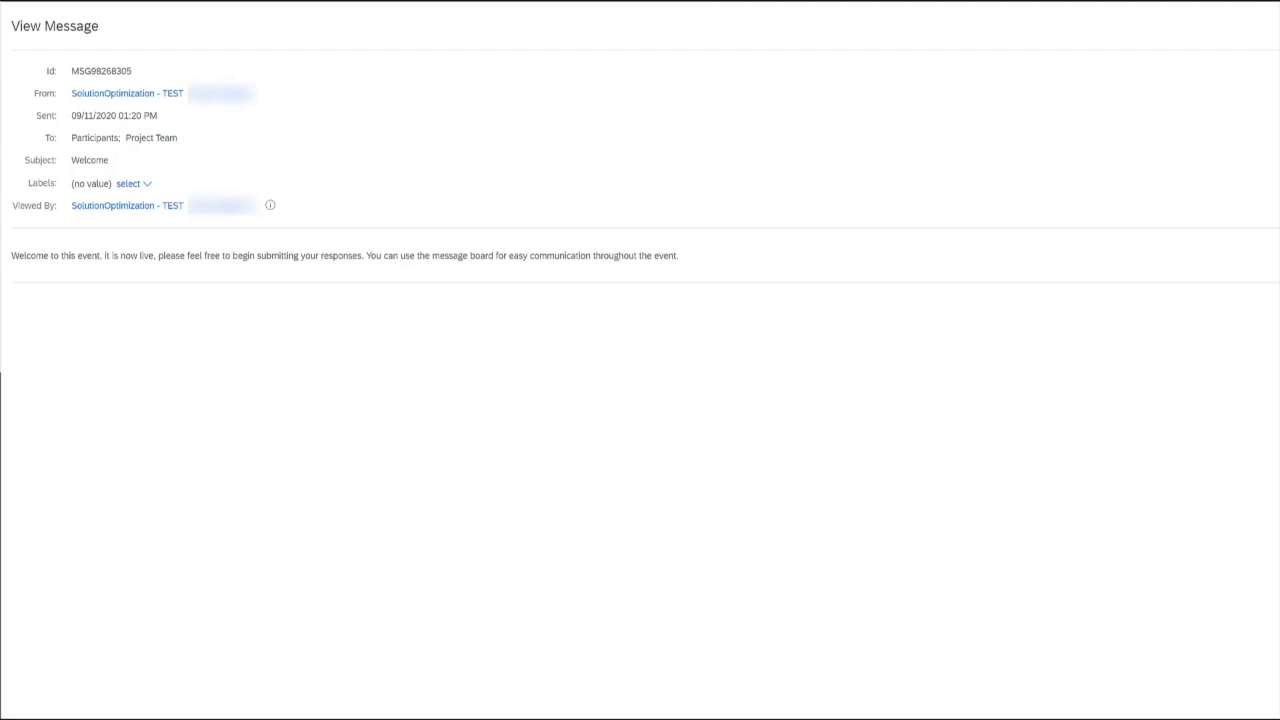 View Message
Id: MSG98268305
From: SolutionOptimization - TEST
Sent: 09/11/2020 01:20 PM
To: Participants; Project Team
Subject: Welcome
Labels: (no value) select
Viewed By: SolutionOptimization - TEST
Welcome to this event, it is now live, please feel free to begin submitting your responses. You can use the message board for easy communication throughout the event.